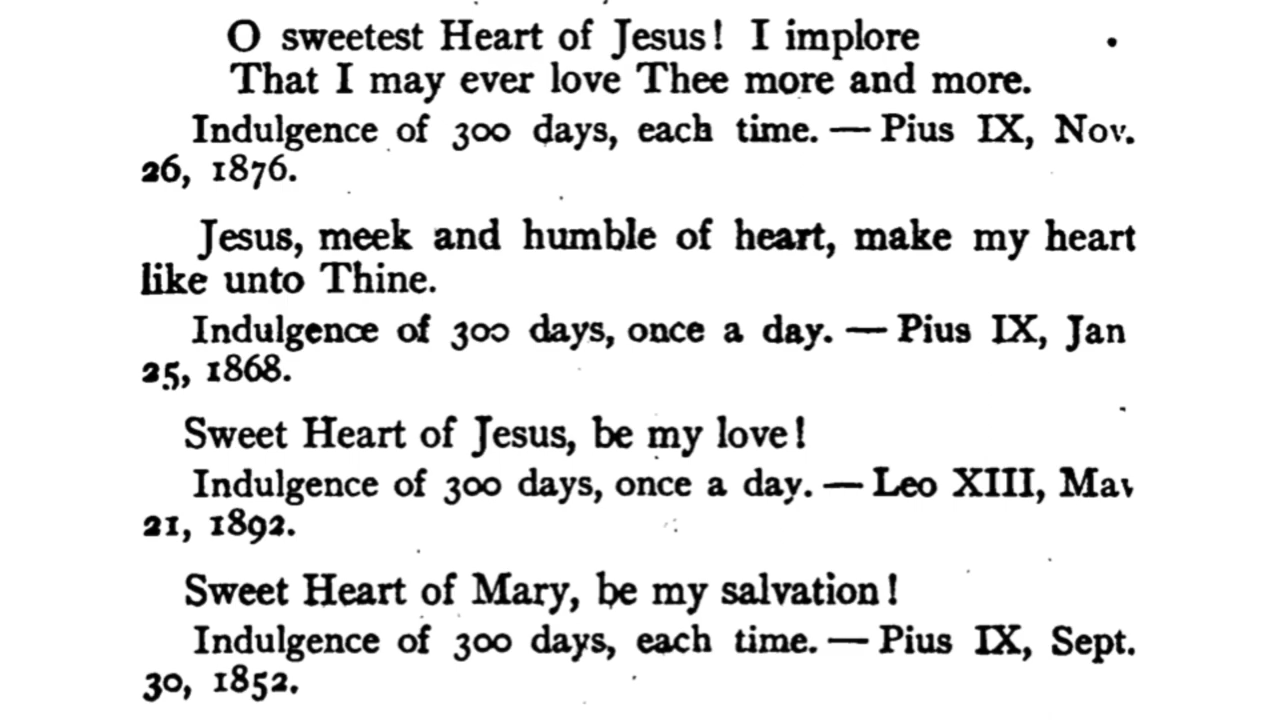 O sweetest Heart of Jesus! I implore
That I may ever love Thee more and more.
Indulgence of 300 days, each time. — Pius IX, Nov.
26, 1876.
Jesus, meek and humble of heart, make my heart
like unto Thine.
Indulgence of 300 days, once a day. — Pius IX, Jan
25, 1868.
Sweet Heart of Jesus, be my love!
Indulgence of 300 days, once a day. — Leo XIII, May
21, 1892.
Sweet Heart of Mary, be my salvation!
Indulgence of 300 days, each time. — Pius IX, Sept.
30, 1852.